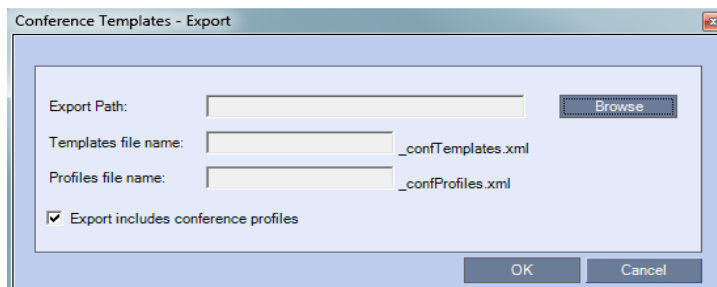 Conference Templates - Export
Export Path:
Browse
Templates file name:
_confTemplates.xml
Profiles file name:
_confProfiles.xml
Export includes conference profiles
OK
Cancel